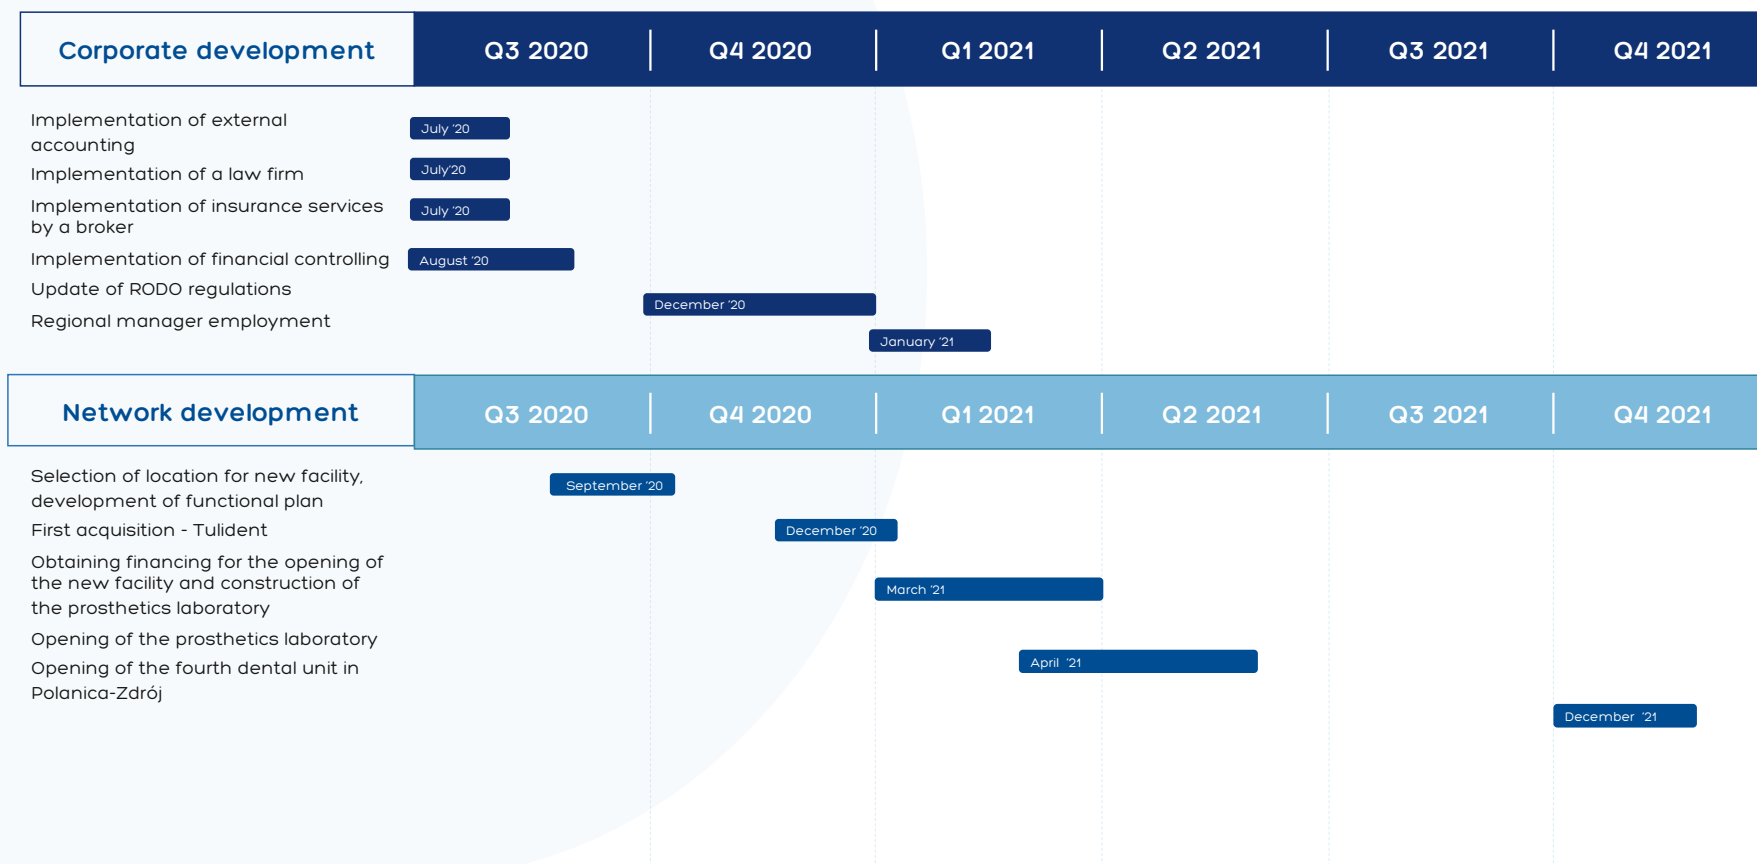 Corporate development
Q3 2020
Q4 2020
Q1 2021
Q2 2021
Q3 2021
Q4 2021
Implementation of external
accounting
July '20
Implementation of a law firm
July'20
Implementation of insurance services
by a broker
July '20
Implementation of financial controlling
August '20
Update of RODO regulations
December '20
Regional manager employment
January '21
Network development
Q3 2020
Q4 2020
Q1 2021
Q2 2021
Q3 2021
Q4 2021
Selection of location for new facility,
development of functional plan
September '20
First acquisition - Tulident
December '20
Obtaining financing for the opening of
the new facility and construction of
the prosthetics laboratory
March '21
Opening of the prosthetics laboratory
April '21
Opening of the fourth dental unit in
Polanica-Zdrój
December '21